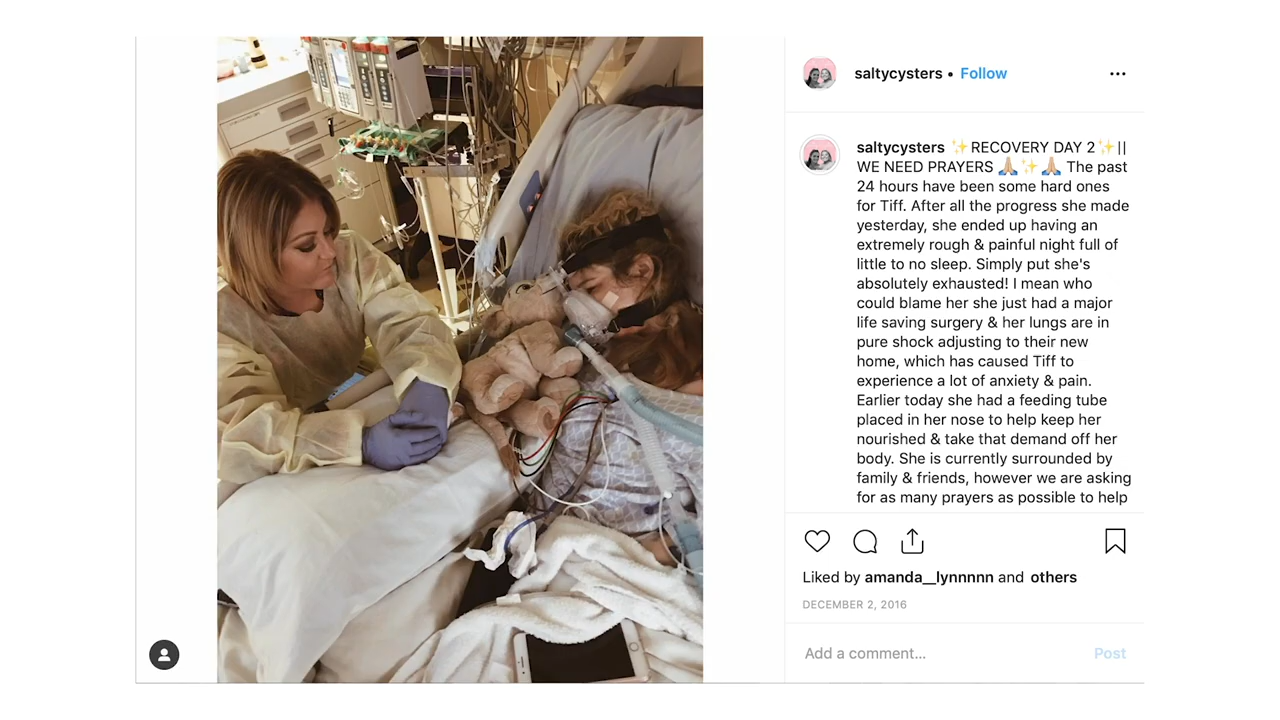 saltycysters • Follow
saltycysters ✨RECOVERY DAY 2✨||
WE NEED PRAYERS 🙏🏼✨🙏🏼 The past
24 hours have been some hard ones
for Tiff. After all the progress she made
yesterday, she ended up having an
extremely rough & painful night full of
little to no sleep. Simply put she's
absolutely exhausted! I mean who
could blame her she just had a major
life saving surgery & her lungs are in
pure shock adjusting to their new
home, which has caused Tiff to
experience a lot of anxiety & pain.
Earlier today she had a feeding tube
placed in her nose to help keep her
nourished & take that demand off her
body. She is currently surrounded by
family & friends, however we are asking
for as many prayers as possible to help
Liked by amanda__lynnnnn and others
DECEMBER 2, 2016
Add a comment... Post